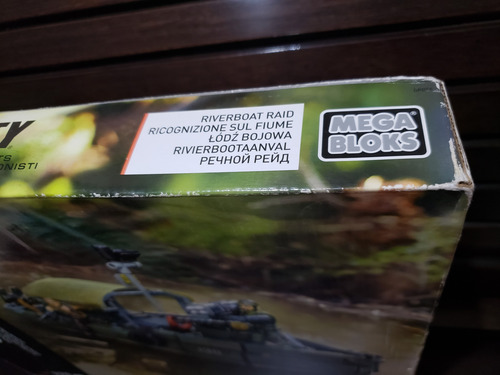 RIVERBOAT RAID
RICOGNIZIONE SUL FIUME
ŁÓDŹ BOJOWA
RIVIERBOOTAANVAL
РЕЧНОЙ РЕЙД
MEGA
BLOKS